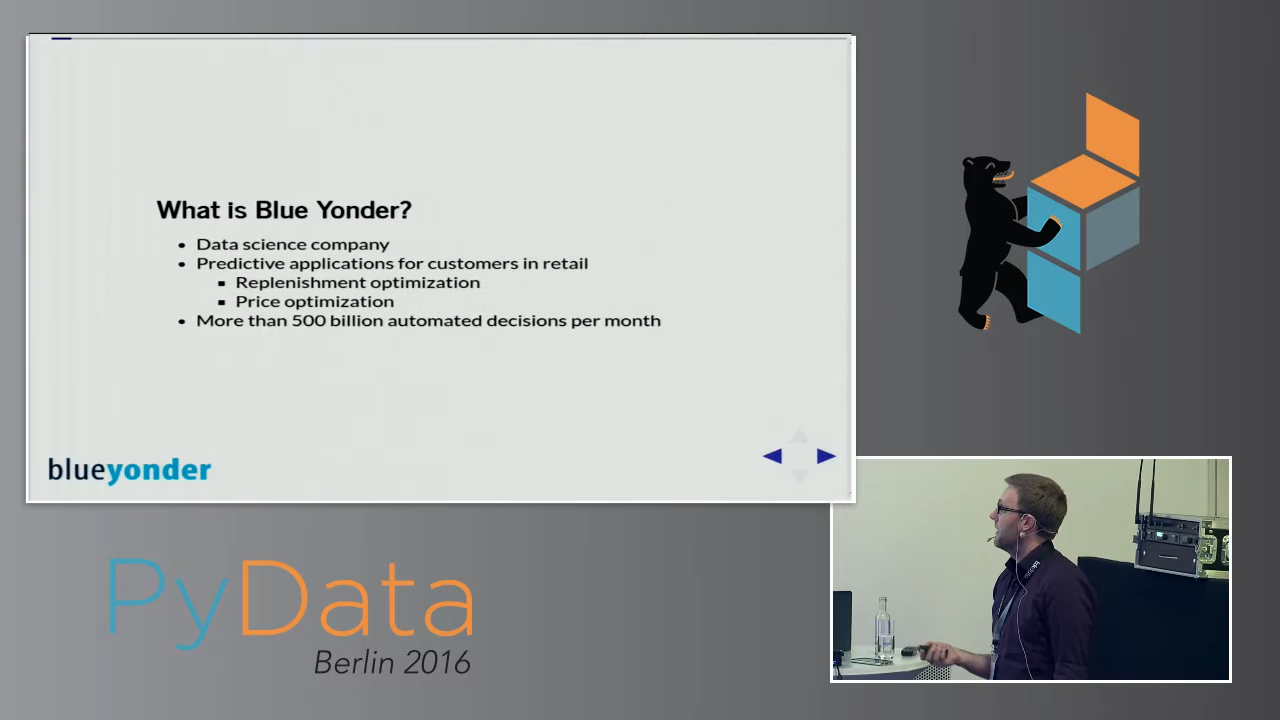 What is Blue Yonder?
• Data science company
• Predictive applications for customers in retail
▪ Replenishment optimization
▪ Price optimization
• More than 500 billion automated decisions per month
blueyonder
PyData
Berlin 2016